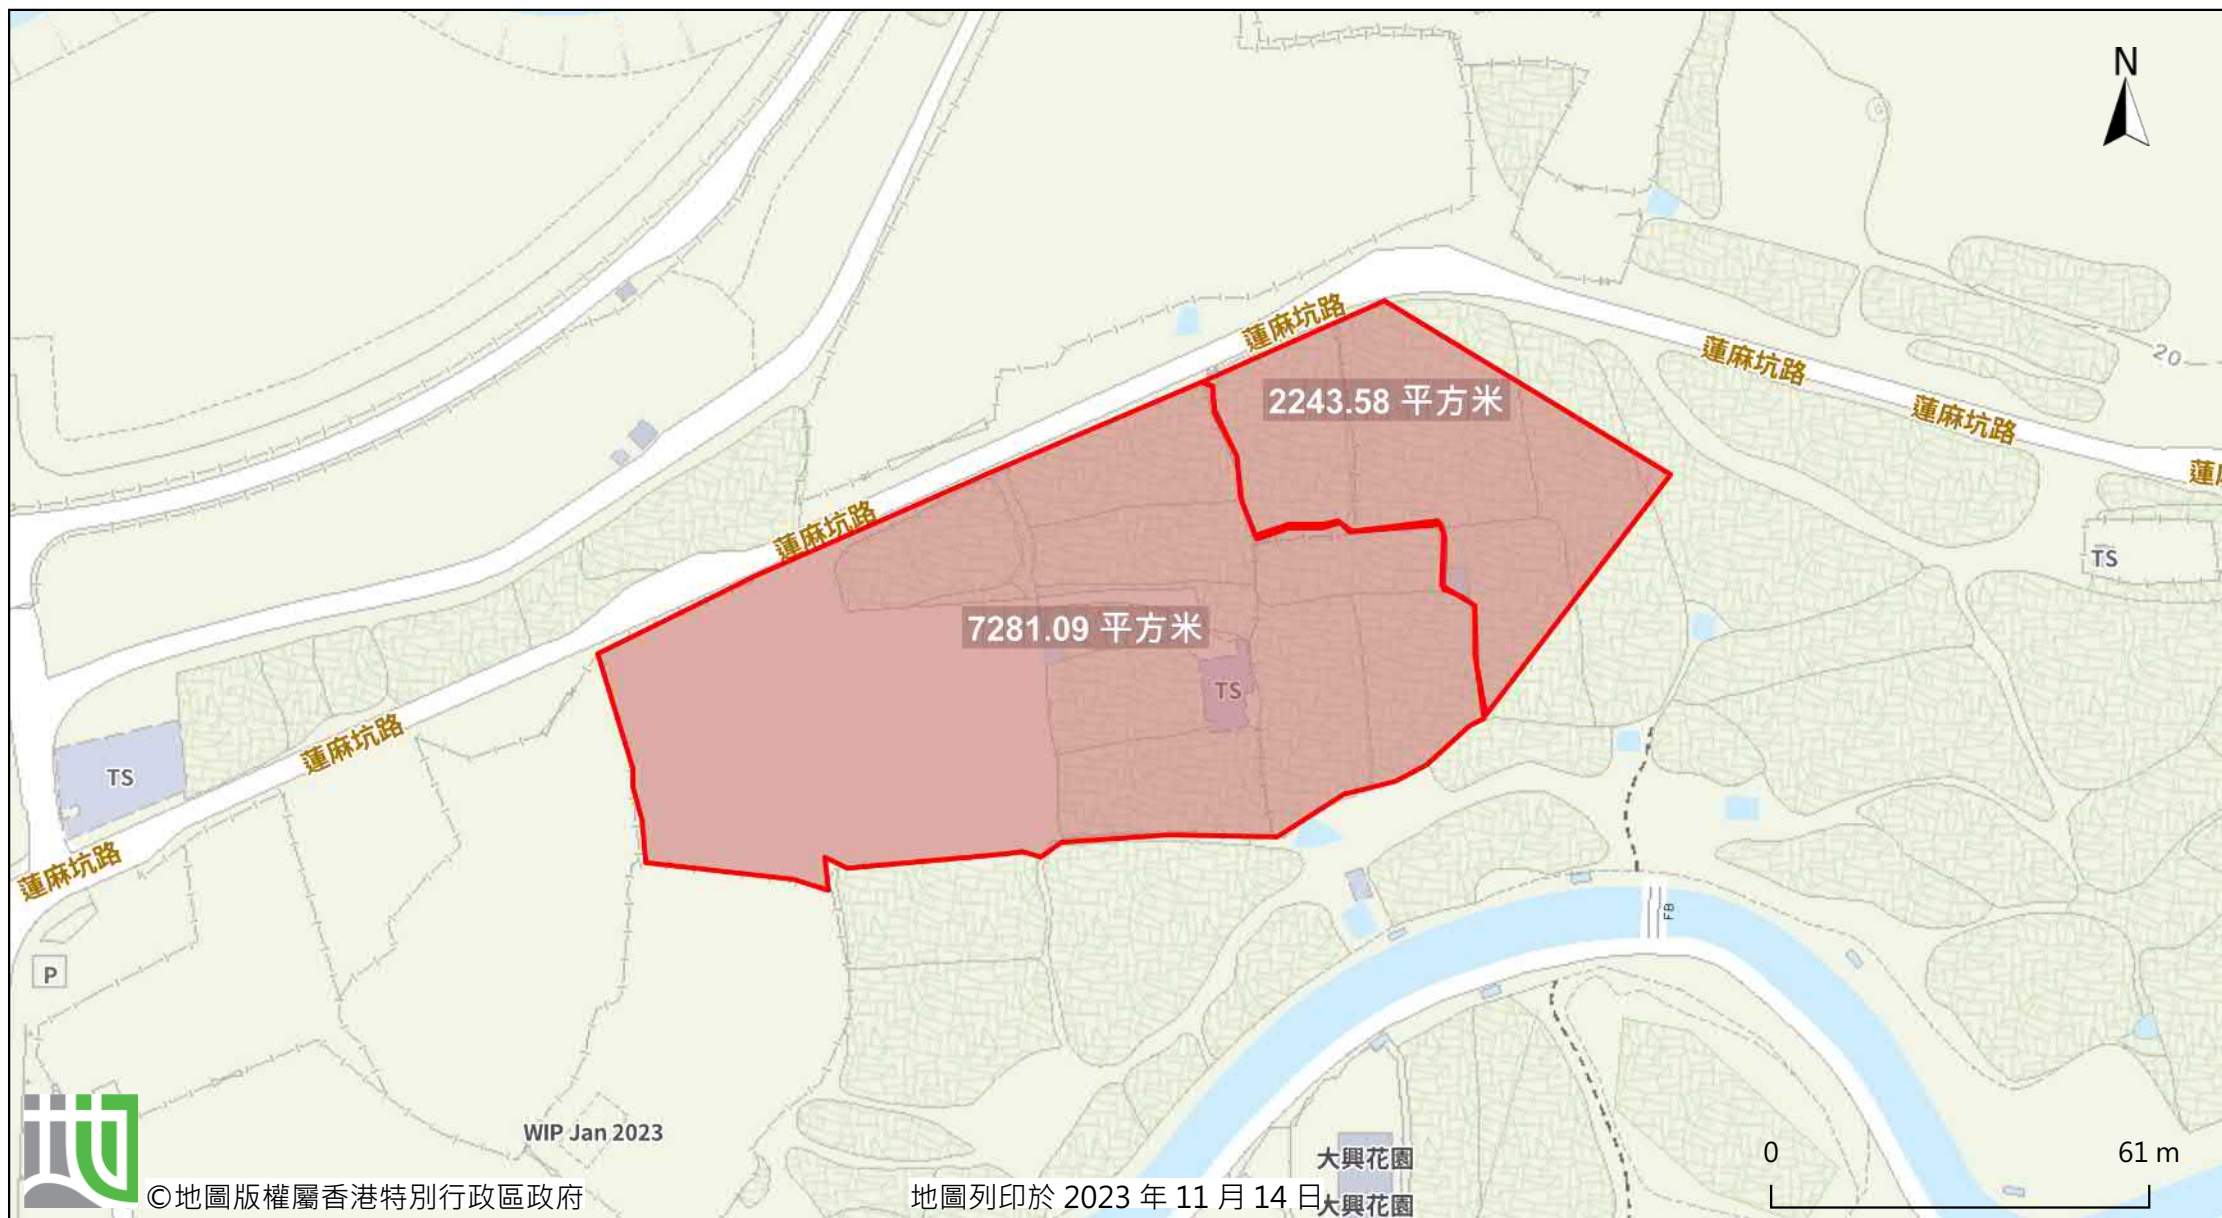 N
蓮麻坑路
蓮麻坑路
20
2243.58 平方米
蓮麻坑路
蓮
蓮麻坑路
TS
7281.09 平方米
TS
蓮麻坑路
TS
蓮麻坑路
FB
P
WIP Jan 2023
大興花園
0
61 m
©地圖版權屬香港特別行政區政府
地圖列印於 2023 年 11 月 14 日
大興花園